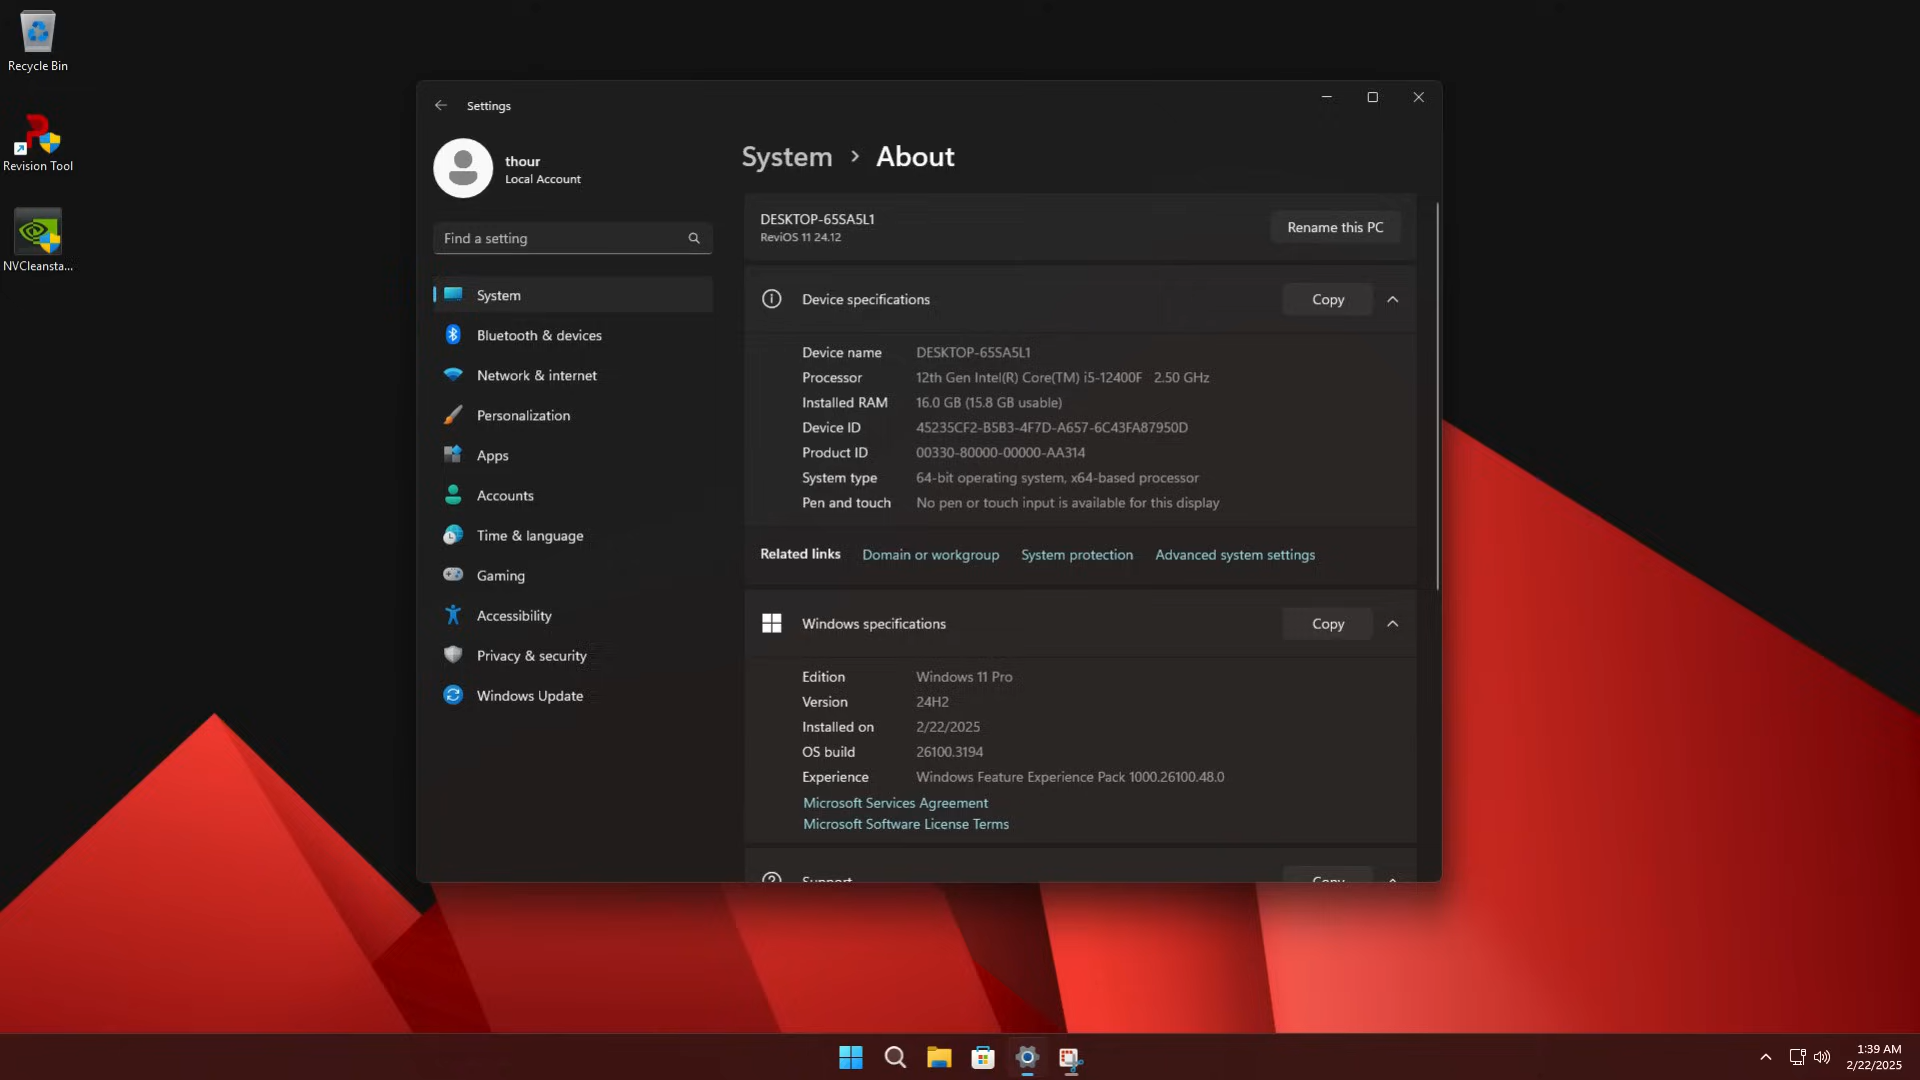 Recycle Bin
Revision Tool
NVCleansta...
Settings
thour
Local Account
Find a setting
System
Bluetooth & devices
Network & internet
Personalization
Apps
Accounts
Time & language
Gaming
Accessibility
Privacy & security
Windows Update
System > About
DESKTOP-65SA5L1
ReviOS 11 24.12
Rename this PC
Device specifications
Copy
Device name DESKTOP-65SA5L1
Processor 12th Gen Intel(R) Core(TM) i5-12400F 2.50 GHz
Installed RAM 16.0 GB (15.8 GB usable)
Device ID 45235CF2-B5B3-4F7D-A657-6C43FA87950D
Product ID 00330-80000-00000-AA314
System type 64-bit operating system, x64-based processor
Pen and touch No pen or touch input is available for this display
Related links Domain or workgroup System protection Advanced system settings
Windows specifications
Copy
Edition Windows 11 Pro
Version 24H2
Installed on 2/22/2025
OS build 26100.3194
Experience Windows Feature Experience Pack 1000.26100.48.0
Microsoft Services Agreement
Microsoft Software License Terms
Support
Copy
1:39 AM
2/22/2025